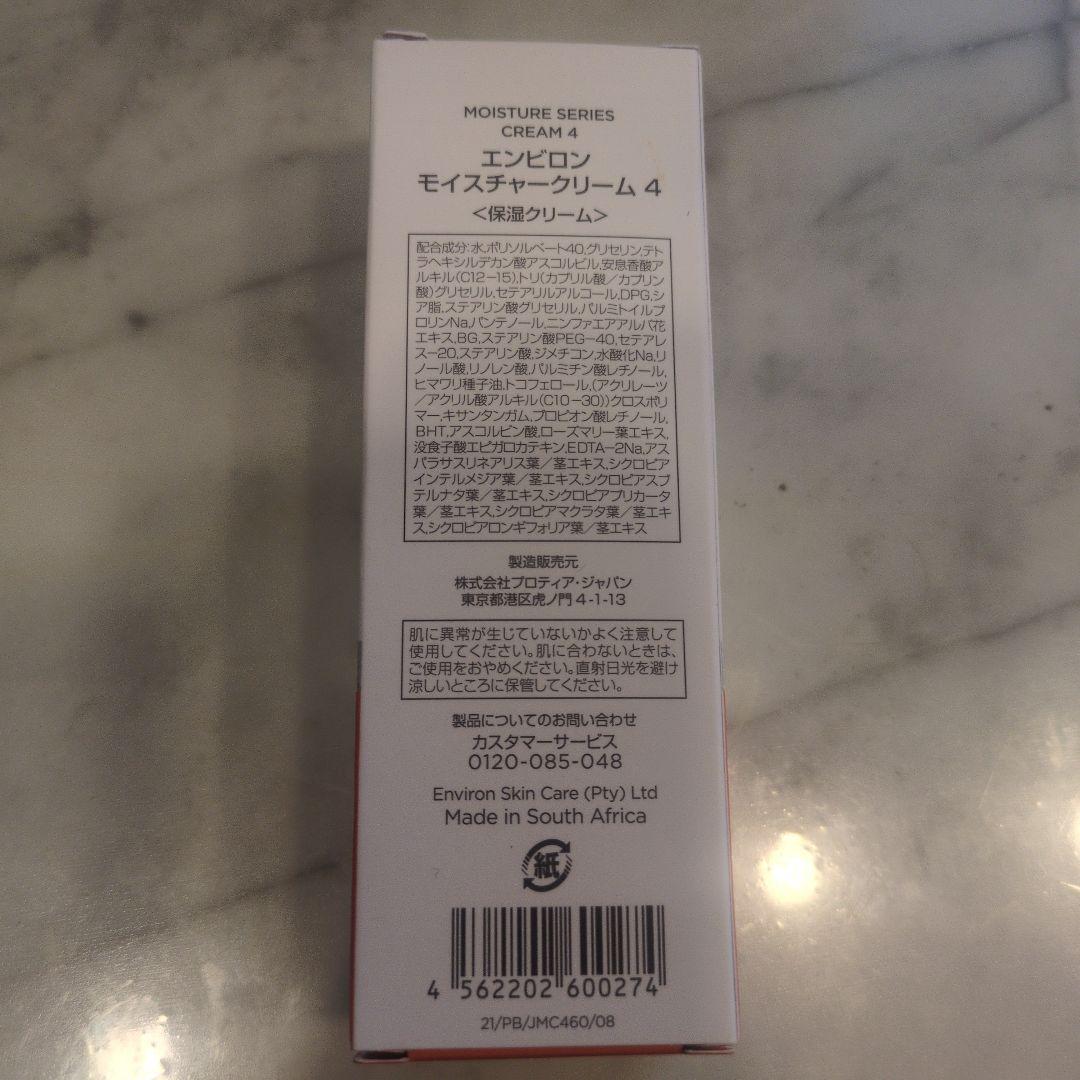 MOISTURE SERIES
CREAM 4
エンビロン
モイスチャークリーム 4
<保湿クリーム>
配合成分:水,ポリソルベート40,グリセリン,テト
ラヘキシルデカン酸アスコルビル,安息香酸ア
ルキル(C12-15),トリ(カプリル酸/カプリン
酸)グリセリル,セテアリルアルコール,DPG,シ
ア脂,ステアリン酸グリセリル,パルミトイルプ
ロリンNa,パンテノール,ニンファエアアルバ花
エキス,BG,ステアリン酸PEG-40,セテアレ
ス-20,ステアリン酸,ジメチコン,水酸化Na,リ
ノール酸,リノレン酸,パルミチン酸レチノール,
ヒマワリ種子油,トコフェロール,(アクリレーツ
/アクリル酸アルキル(C10-30))クロスポリ
マー,キサンタンガム,プロピオン酸レチノール,
BHT,アスコルビン酸,ローズマリー葉エキス,
没食子酸エピガロカテキン,EDTA-2Na,アス
パラサスリネアリス葉/茎エキス,シクロピア
インテルメジア葉/茎エキス,シクロピアスブ
テルナタ葉/茎エキス,シクロピアプリカータ
葉/茎エキス,シクロピアマクラタ葉/茎エキ
ス,シクロピアロンギフォリア葉/茎エキス
製造販売元
株式会社プロティア・ジャパン
東京都港区虎ノ門 4-1-13
肌に異常が生じていないかよく注意して
使用してください。肌に合わないときは、
ご使用をおやめください。直射日光を避け
涼しいところに保管してください。
製品についてのお問い合わせ
カスタマーサービス
0120-085-048
Environ Skin Care (Pty) Ltd
Made in South Africa
紙
4 562202 600274
21/PB/JMC460/08